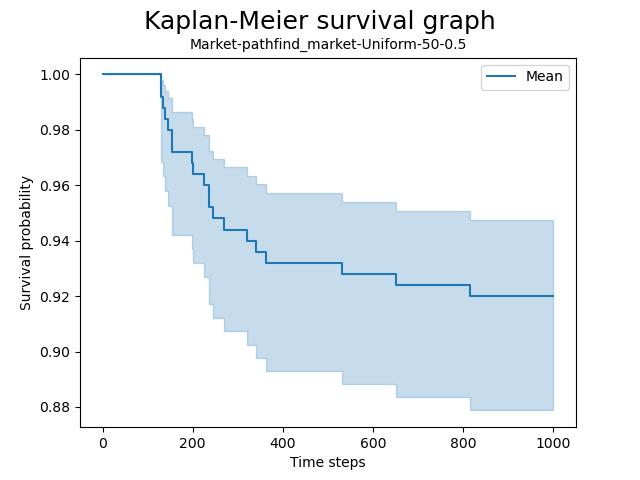 Kaplan-Meier survival graph
Market-pathfind_market-Uniform-50-0.5
Mean
1.00
0.98
0.96
0.94
0.92
0.90
0.88
Survival probability
0 200 400 600 800 1000
Time steps